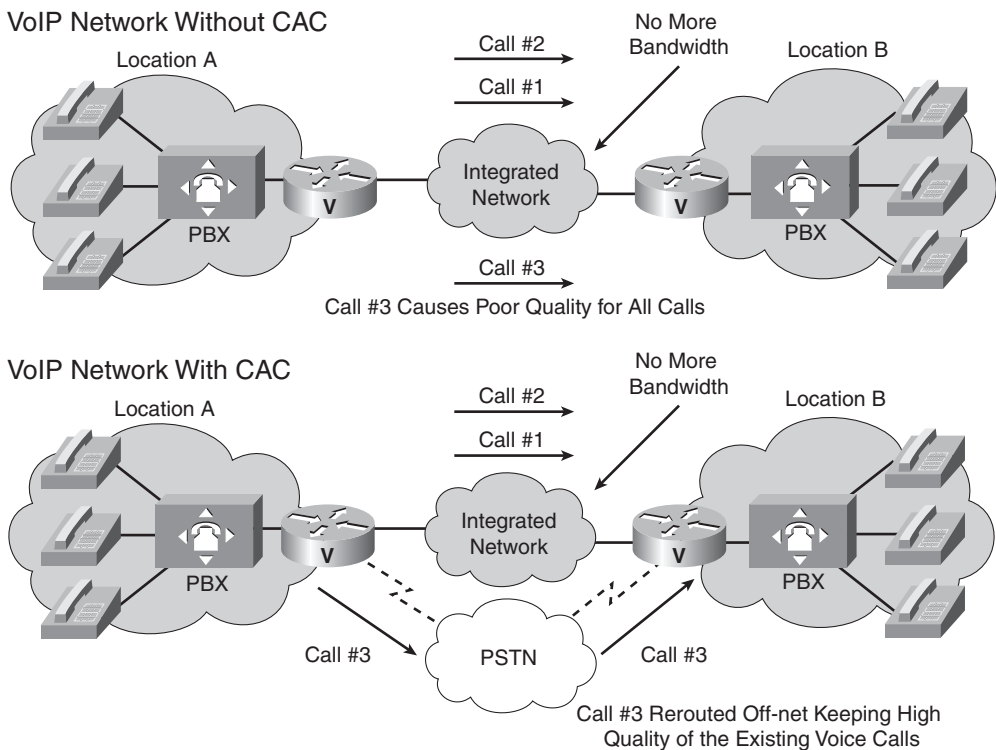 VoIP Network Without CAC
Location A
Call #2
Call #1
No More
Bandwidth
Location B
Integrated
Network
PBX
V
V
PBX
Call #3
Call #3 Causes Poor Quality for All Calls
VoIP Network With CAC
Location A
Call #2
Call #1
No More
Bandwidth
Location B
Integrated
Network
PBX
V
V
PBX
Call #3
PSTN
Call #3
Call #3 Rerouted Off-net Keeping High
Quality of the Existing Voice Calls